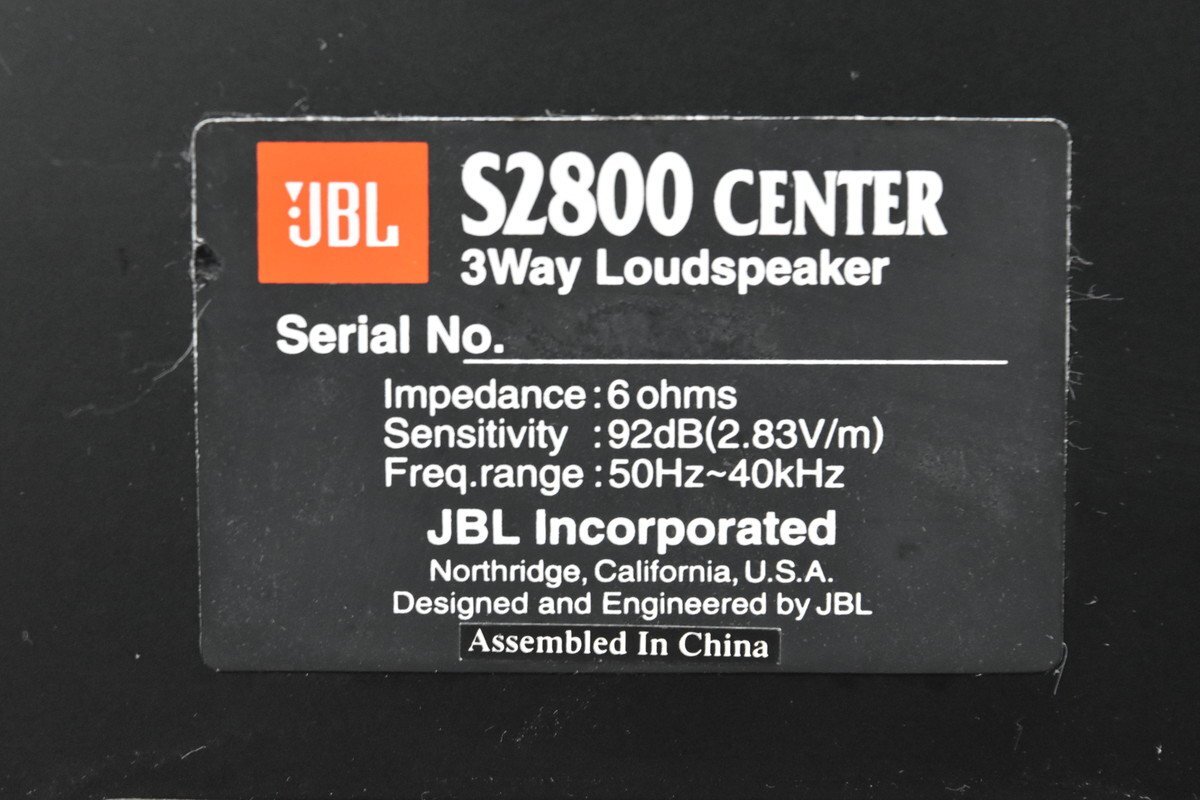 JBL
S2800 CENTER
3Way Loudspeaker
Serial No.
Impedance : 6 ohms
Sensitivity : 92dB(2.83V/m)
Freq.range : 50Hz~40kHz
JBL Incorporated
Northridge, California, U.S.A.
Designed and Engineered by JBL
Assembled In China